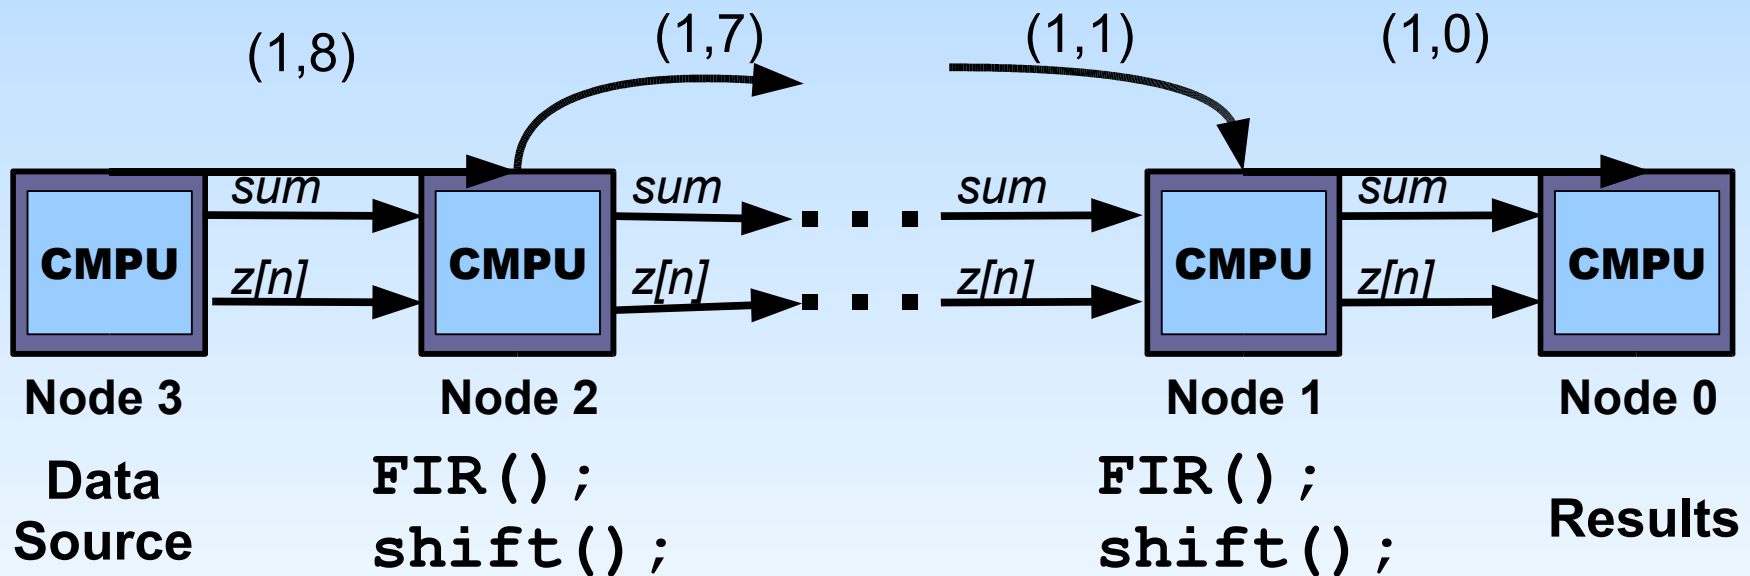 (1,8) (1,7) (1,1) (1,0)
sum sum sum sum
CMPU CMPU CMPU CMPU
z[n] z[n] z[n] z[n]
Node 3 Node 2 Node 1 Node 0
Data
Source
FIR();
shift();
FIR();
shift();
Results